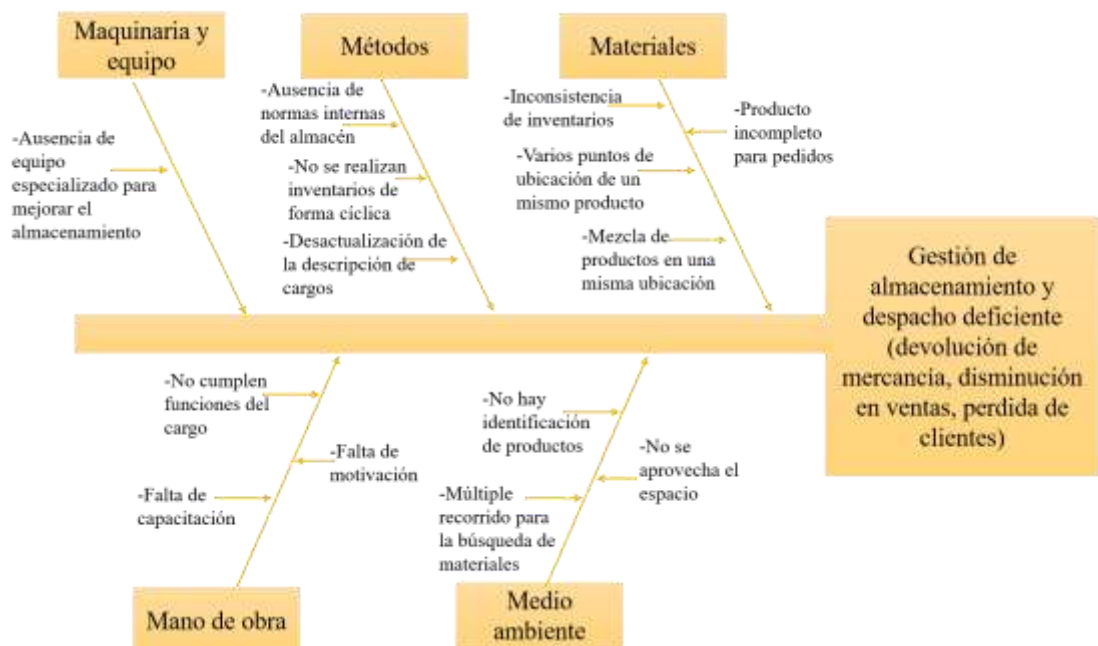 Maquinaria y
equipo
Métodos
Materiales
-Ausencia de
equipo
especializado para
mejorar el
almacenamiento
-Ausencia de
normas internas
del almacén
-No se realizan
inventarios de
forma cíclica
-Desactualización de
la descripción de
cargos
-Inconsistencia
de inventarios
-Producto
incompleto
para pedidos
-Varios puntos de
ubicación de un
mismo producto
-Mezcla de
productos en una
misma ubicación
Gestión de
almacenamiento y
despacho deficiente
(devolución de
mercancía, disminución
en ventas, perdida de
clientes)
-No cumplen
funciones del
cargo
-Falta de
motivación
-Falta de
capacitación
-No hay
identificación
de productos
-No se
aprovecha el
espacio
-Múltiple
recorrido para
la búsqueda de
materiales
Mano de obra
Medio
ambiente